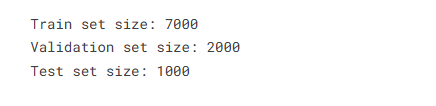 Train set size: 7000
Validation set size: 2000
Test set size: 1000